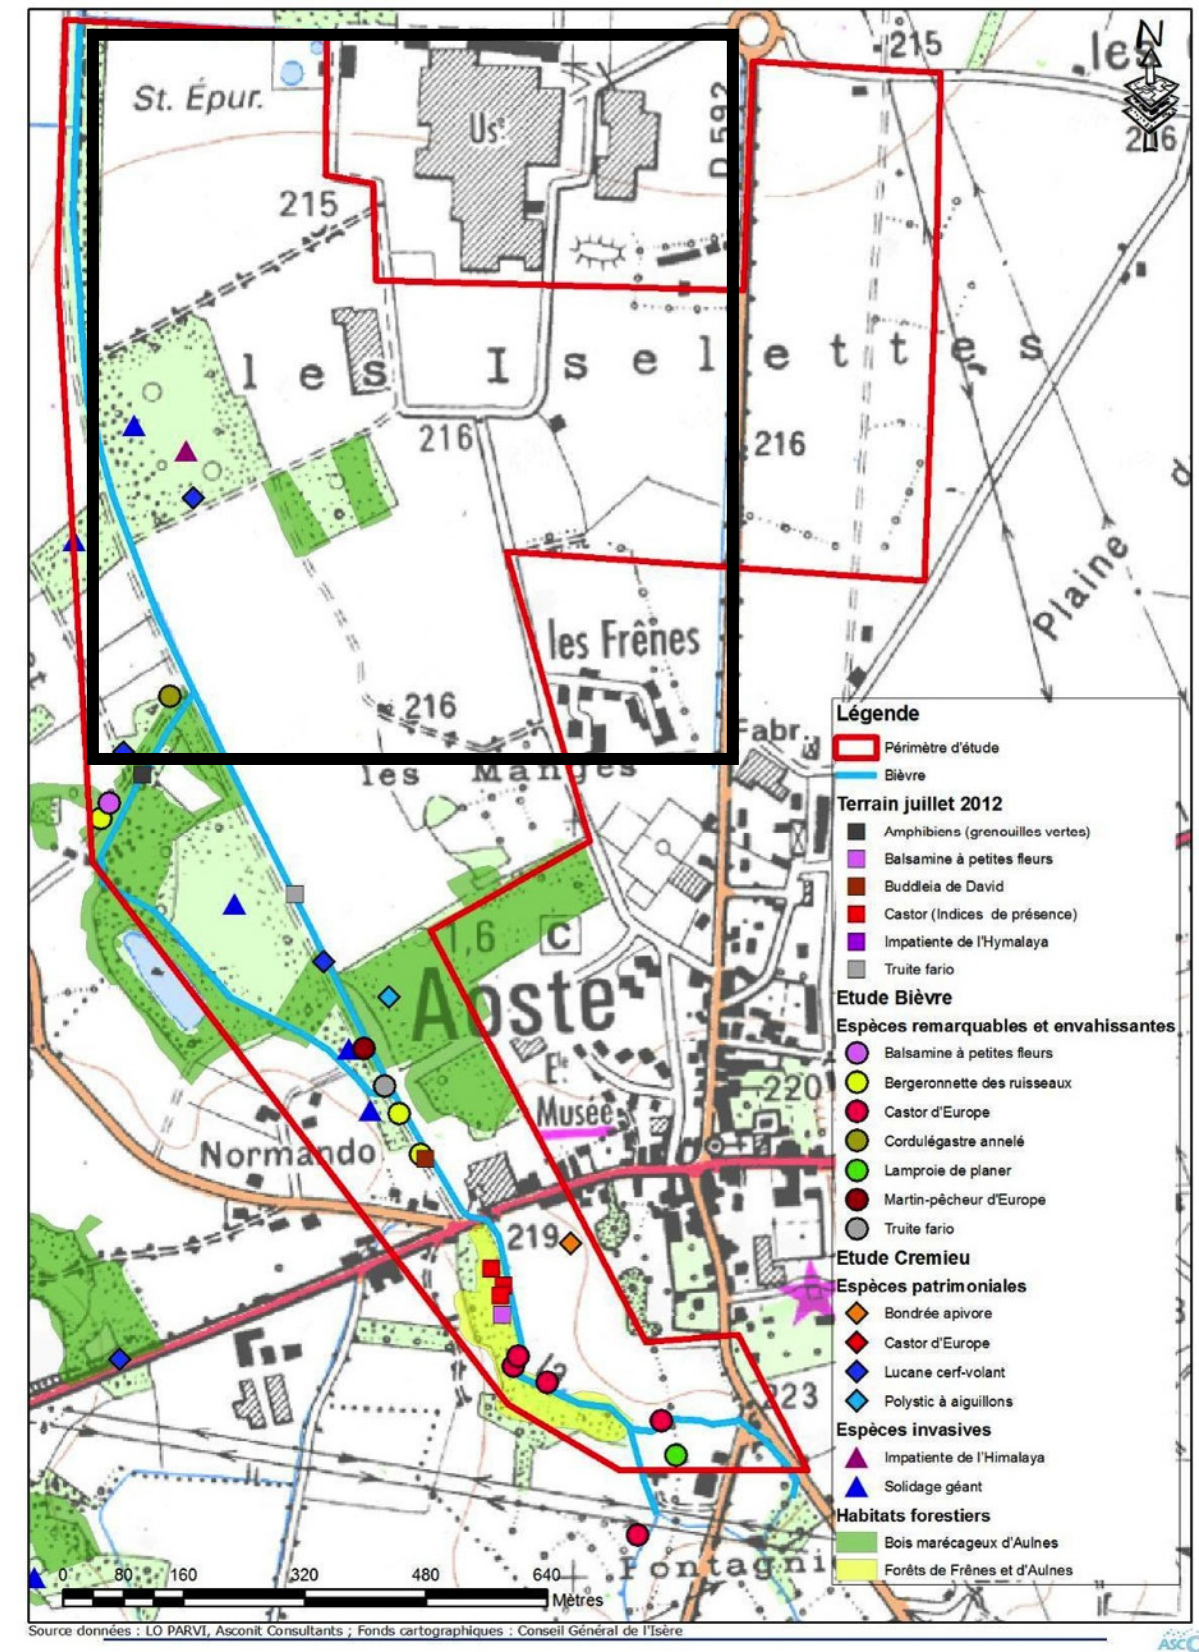 215
N
les
St. Épur.
Use
D 592
216
215
l e s I s e l e t t e s
216
216
Plaine d
les Frênes
216
Fabr.
les Manges
Légende
Périmètre d'étude
Bièvre
Terrain juillet 2012
Amphibiens (grenouilles vertes)
Balsamine à petites fleurs
Buddleia de David
Castor (Indices de présence)
Impatiente de l'Hymalaya
Truite fario
Etude Bièvre
Espèces remarquables et envahissantes
Balsamine à petites fleurs
Bergeronnette des ruisseaux
Castor d'Europe
Cordulégastre annelé
Lamproie de planer
Martin-pêcheur d'Europe
Truite fario
Etude Cremieu
Espèces patrimoniales
Bondrée apivore
Castor d'Europe
Lucane cerf-volant
Polystic à aiguillons
Espèces invasives
Impatiente de l'Himalaya
Solidage géant
Habitats forestiers
Bois marécageux d'Aulnes
Forêts de Frênes et d'Aulnes
1,6 C
Aoste
Ele
220
Musée
Normando
219
223
Pontagni
0 80 160 320 480 640
Mètres
Source données : LO PARVI, Asconit Consultants ; Fonds cartographiques : Conseil Général de l'Isère